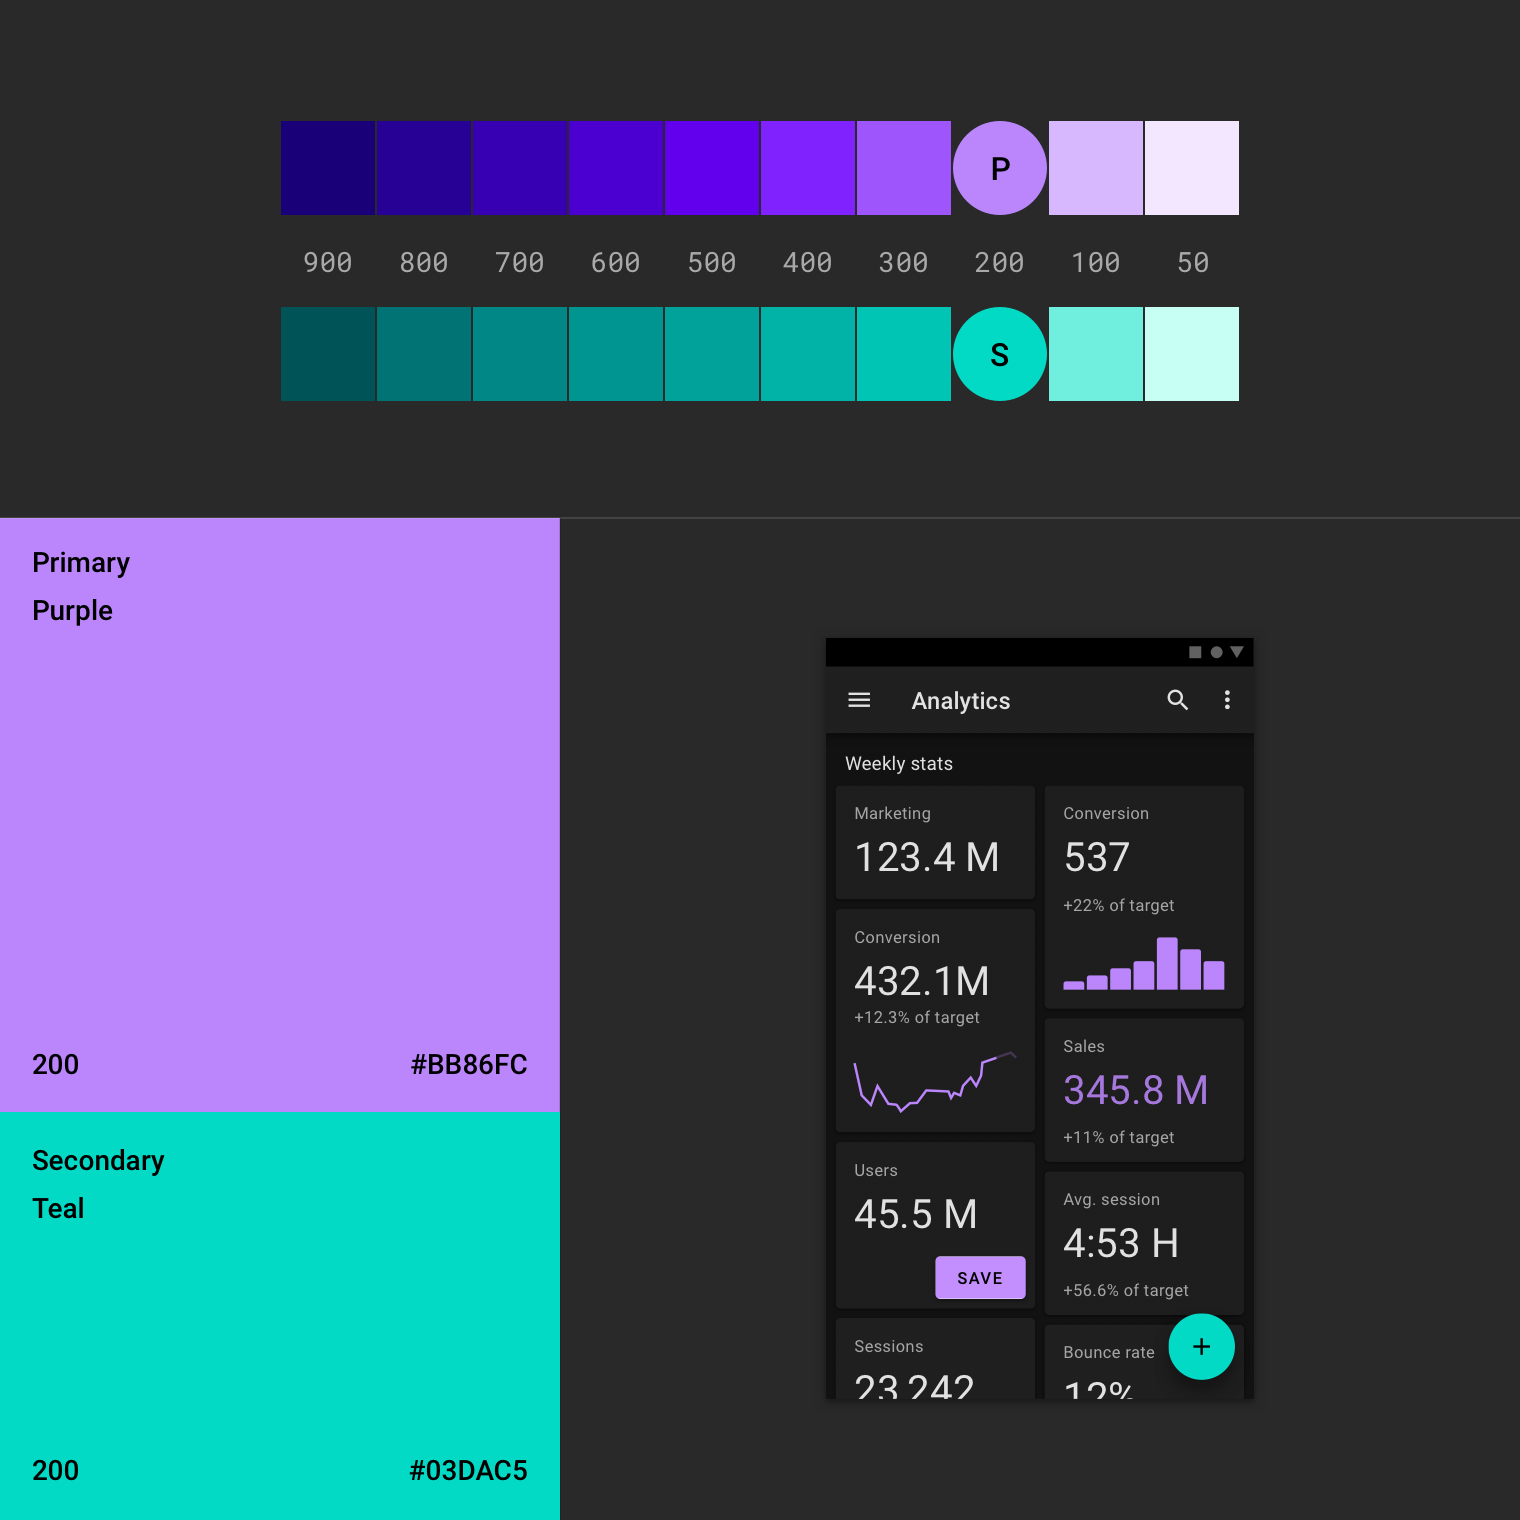 P
900 800 700 600 500 400 300 200 100 50
S
Primary
Purple
200 #BB86FC
Secondary
Teal
200 #03DAC5
Analytics
Weekly stats
Marketing
123.4 M
Conversion
432.1M
+12.3% of target
Users
45.5 M
SAVE
Sessions
23 242
Conversion
537
+22% of target
Sales
345.8 M
+11% of target
Avg. session
4:53 H
+56.6% of target
Bounce rate
12%
+